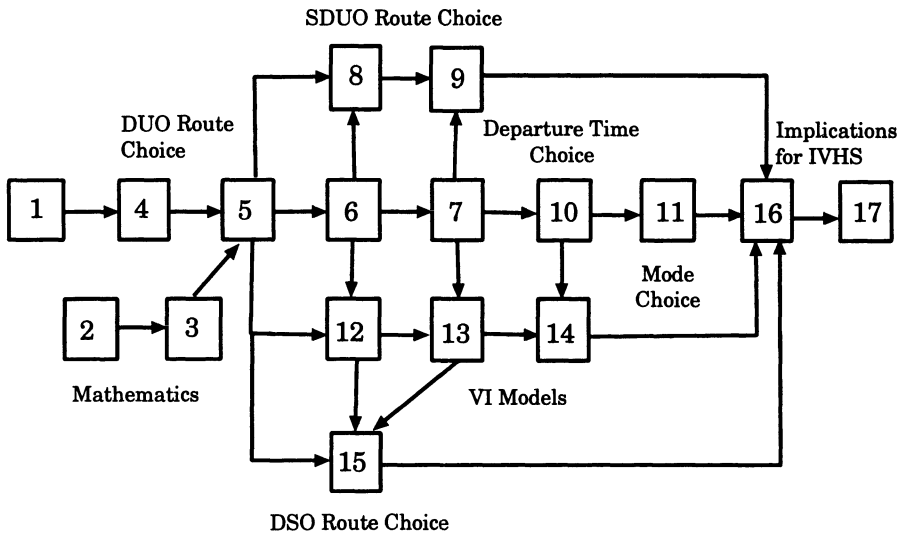 SDUO Route Choice
8
9
DUO Route
Choice
Departure Time
Choice
Implications
for IVHS
1
4
5
6
7
10
11
16
17
Mode
Choice
2
3
12
13
14
Mathematics
VI Models
15
DSO Route Choice